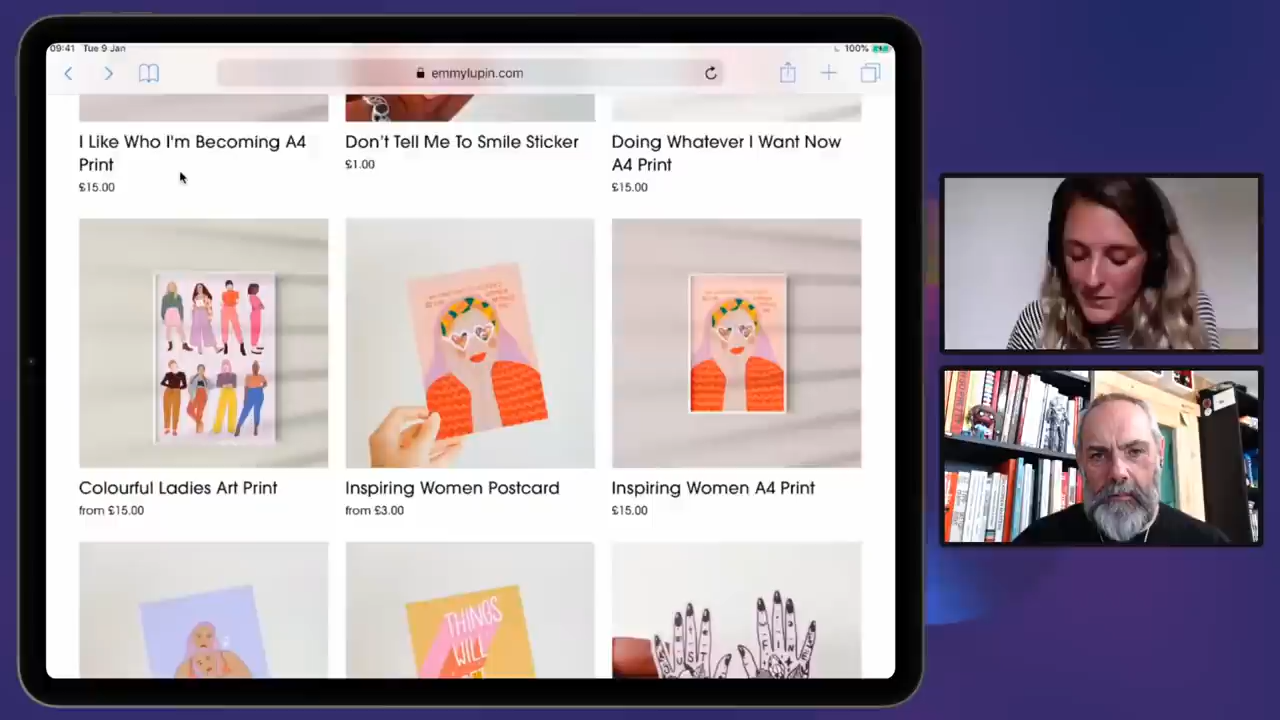 09:41 Tue 9 Jan
100%
emmylupin.com
I Like Who I'm Becoming A4
Print
£15.00
Don't Tell Me To Smile Sticker
£1.00
Doing Whatever I Want Now
A4 Print
£15.00
Colourful Ladies Art Print
from £15.00
Inspiring Women Postcard
from £3.00
Inspiring Women A4 Print
£15.00
THINGS
WILL